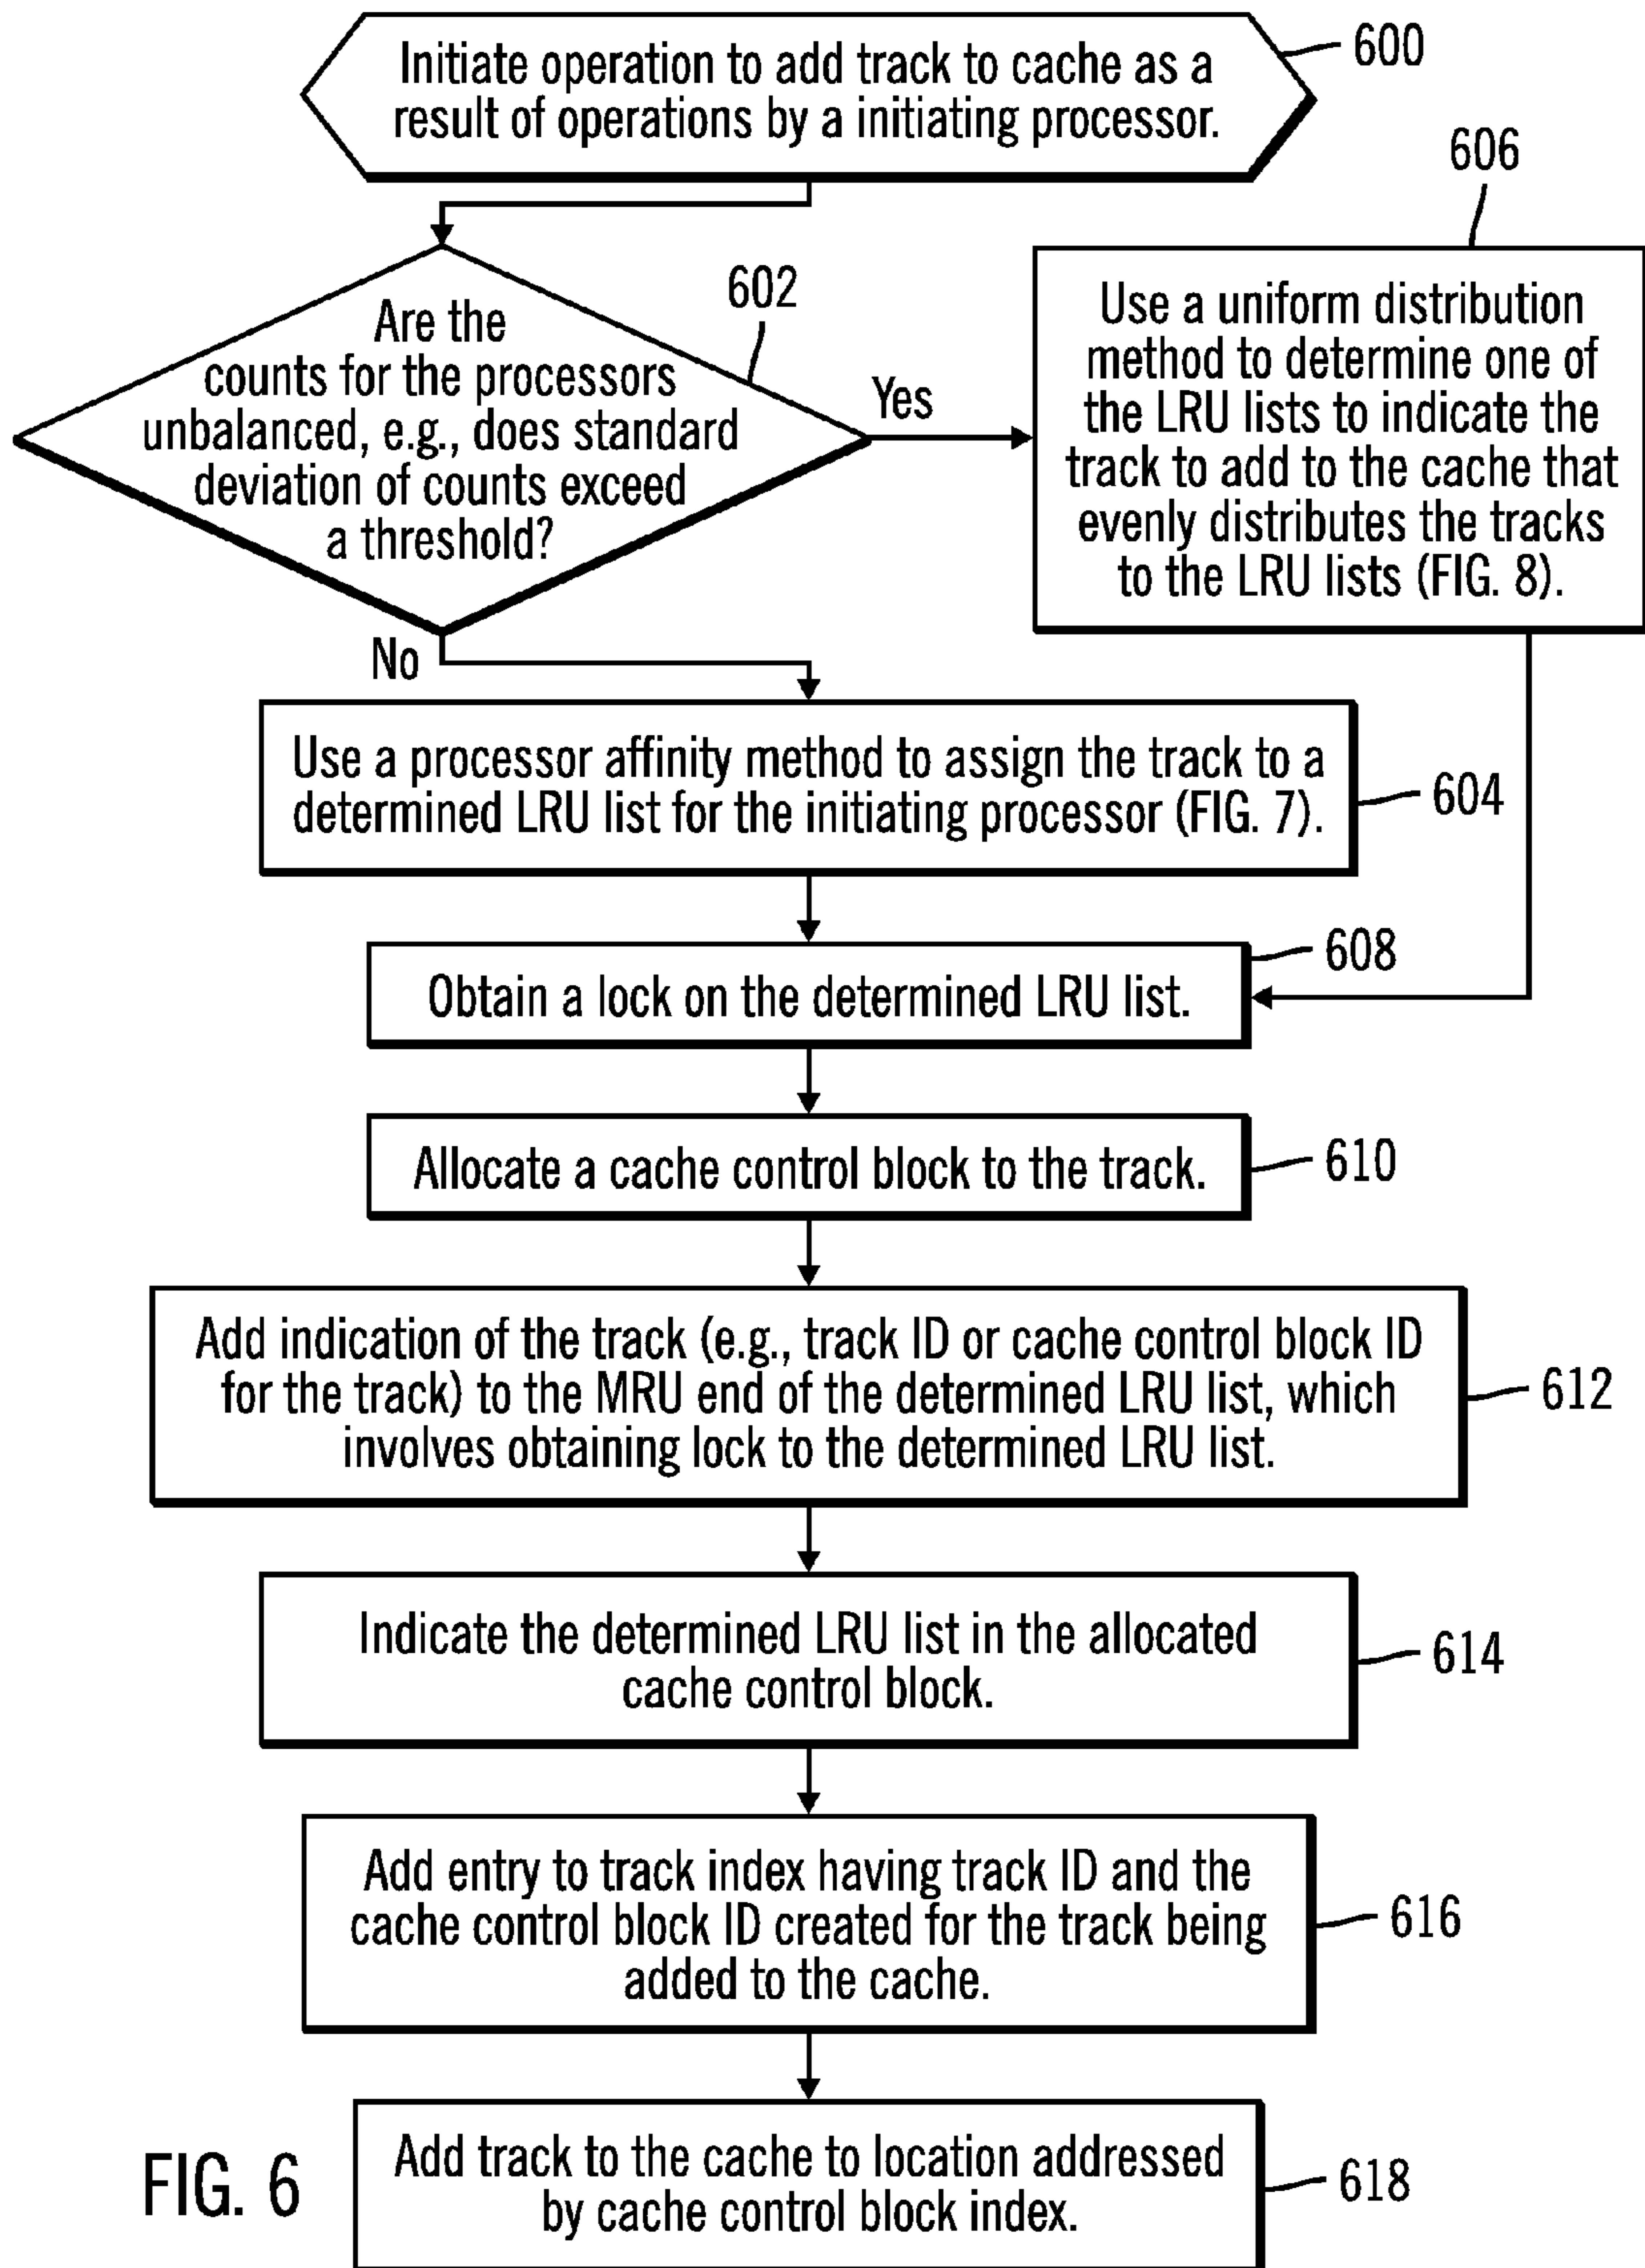 Initiate operation to add track to cache as a
result of operations by a initiating processor.
600
606
602
Are the
counts for the processors
unbalanced, e.g., does standard
deviation of counts exceed
a threshold?
Yes
Use a uniform distribution
method to determine one of
the LRU lists to indicate the
track to add to the cache that
evenly distributes the tracks
to the LRU lists (FIG. 8).
No
Use a processor affinity method to assign the track to a
determined LRU list for the initiating processor (FIG. 7).
604
Obtain a lock on the determined LRU list.
608
Allocate a cache control block to the track.
610
Add indication of the track (e.g., track ID or cache control block ID
for the track) to the MRU end of the determined LRU list, which
involves obtaining lock to the determined LRU list.
612
Indicate the determined LRU list in the allocated
cache control block.
614
Add entry to track index having track ID and the
cache control block ID created for the track being
added to the cache.
616
Add track to the cache to location addressed
by cache control block index.
618
FIG. 6